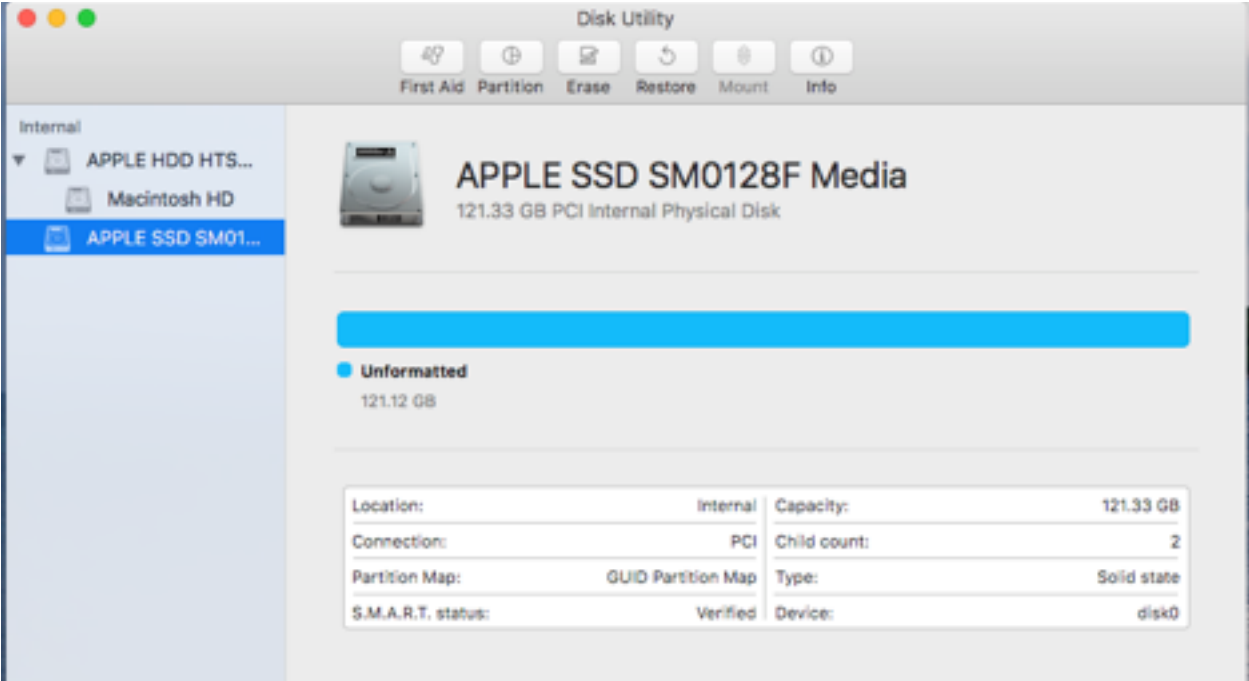 Disk Utility
First Aid Partition Erase Restore Mount Info
Internal
APPLE HDD HTS...
Macintosh HD
APPLE SSD SM01...
APPLE SSD SM0128F Media
121.33 GB PCI Internal Physical Disk
Unformatted
121.12 GB
Location: Internal Capacity: 121.33 GB
Connection: PCI Child count: 2
Partition Map: GUID Partition Map Type: Solid state
S.M.A.R.T. status: Verified Device: disk0